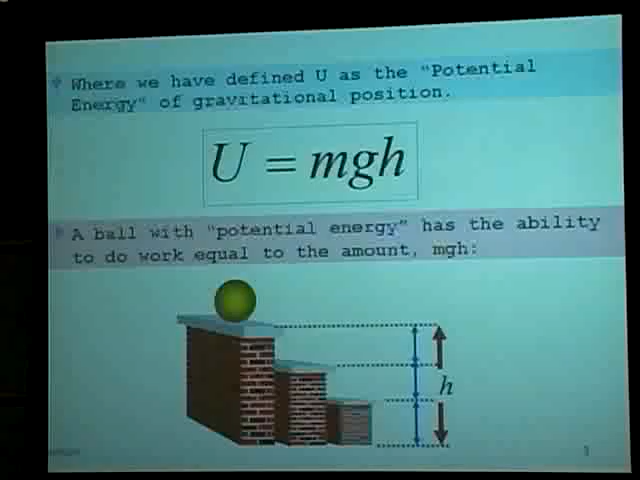 Where we have defined U as the "Potential
Energy" of gravitational position.
U = mgh
A ball with "potential energy" has the ability
to do work equal to the amount, mgh:
h